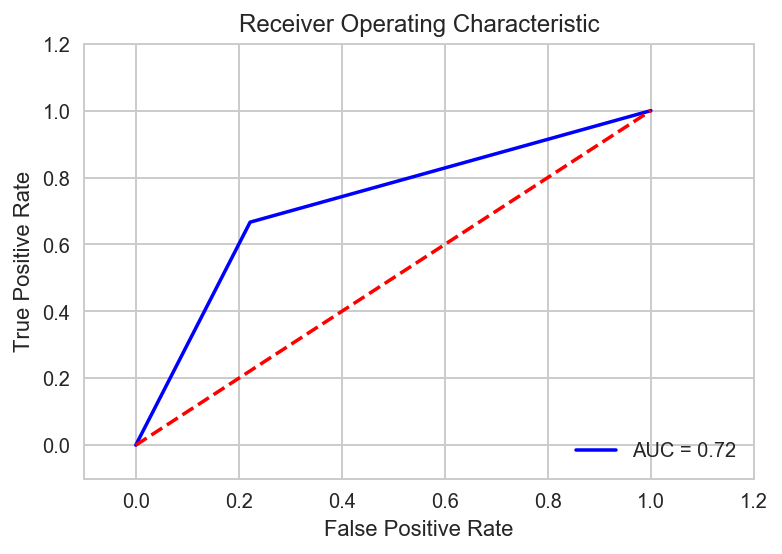 Receiver Operating Characteristic
1.2
1.0
0.8
0.6
0.4
0.2
0.0
True Positive Rate
AUC = 0.72
0.0 0.2 0.4 0.6 0.8 1.0 1.2
False Positive Rate